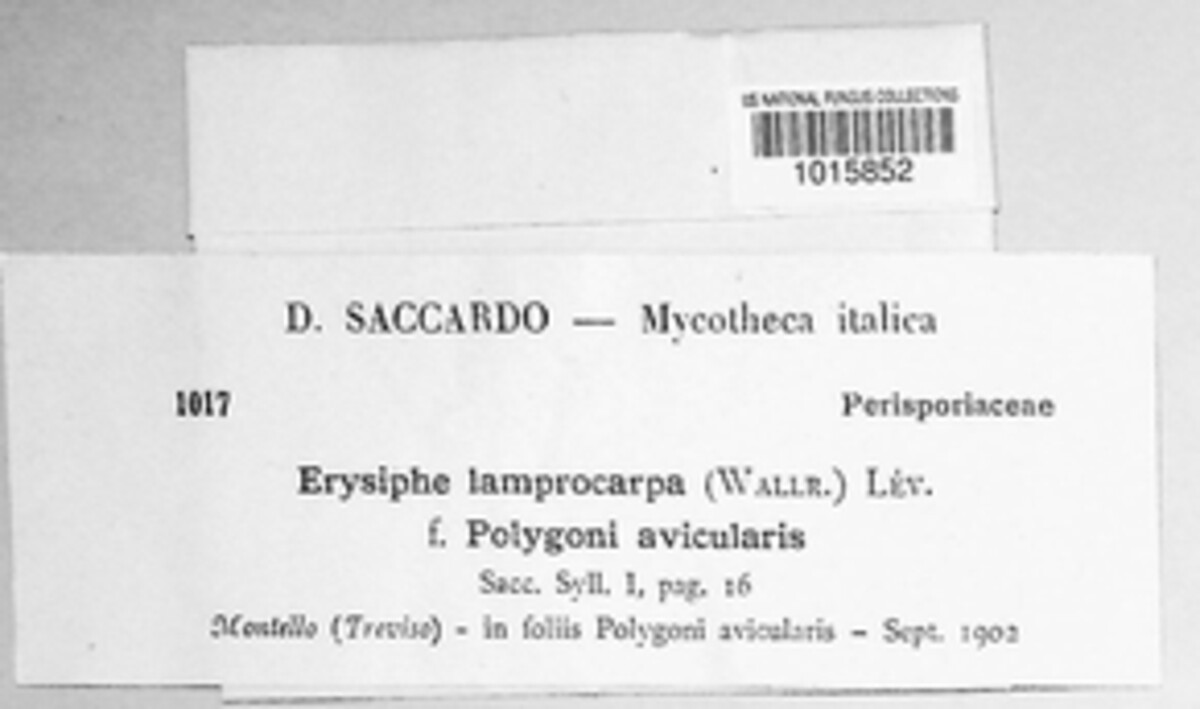 US NATIONAL FUNGUS COLLECTIONS
1015852
D. SACCARDO — Mycotheca italica
1017 Perisporiaceae
Erysiphe lamprocarpa (WALLR.) LÉV.
f. Polygoni avicularis
Sacc. Syll. I, pag. 16
Montello (Treviso) - in foliis Polygoni avicularis - Sept. 1902